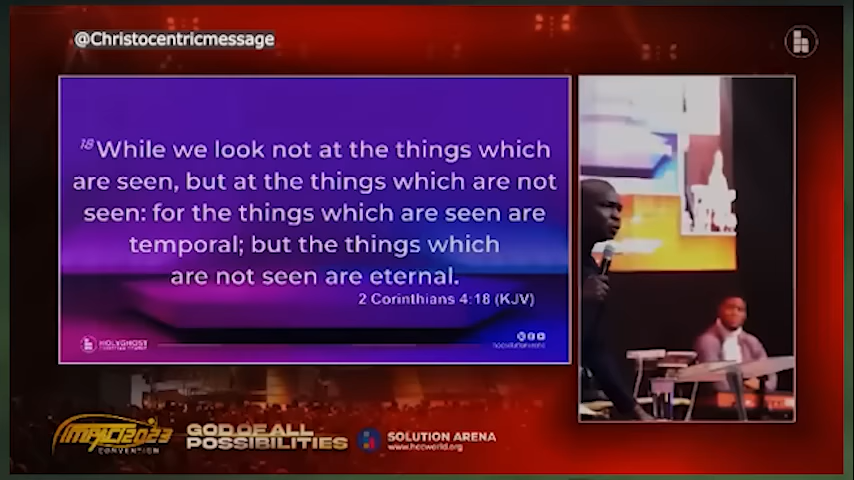 @Christocentricmessage
18 While we look not at the things which
are seen, but at the things which are not
seen: for the things which are seen are
temporal; but the things which
are not seen are eternal.
2 Corinthians 4:18 (KJV)
HOLYGHOST
IMPACT 2023
CONVENTION
GOD OF ALL
POSSIBILITIES
SOLUTION ARENA
www.hccworld.org